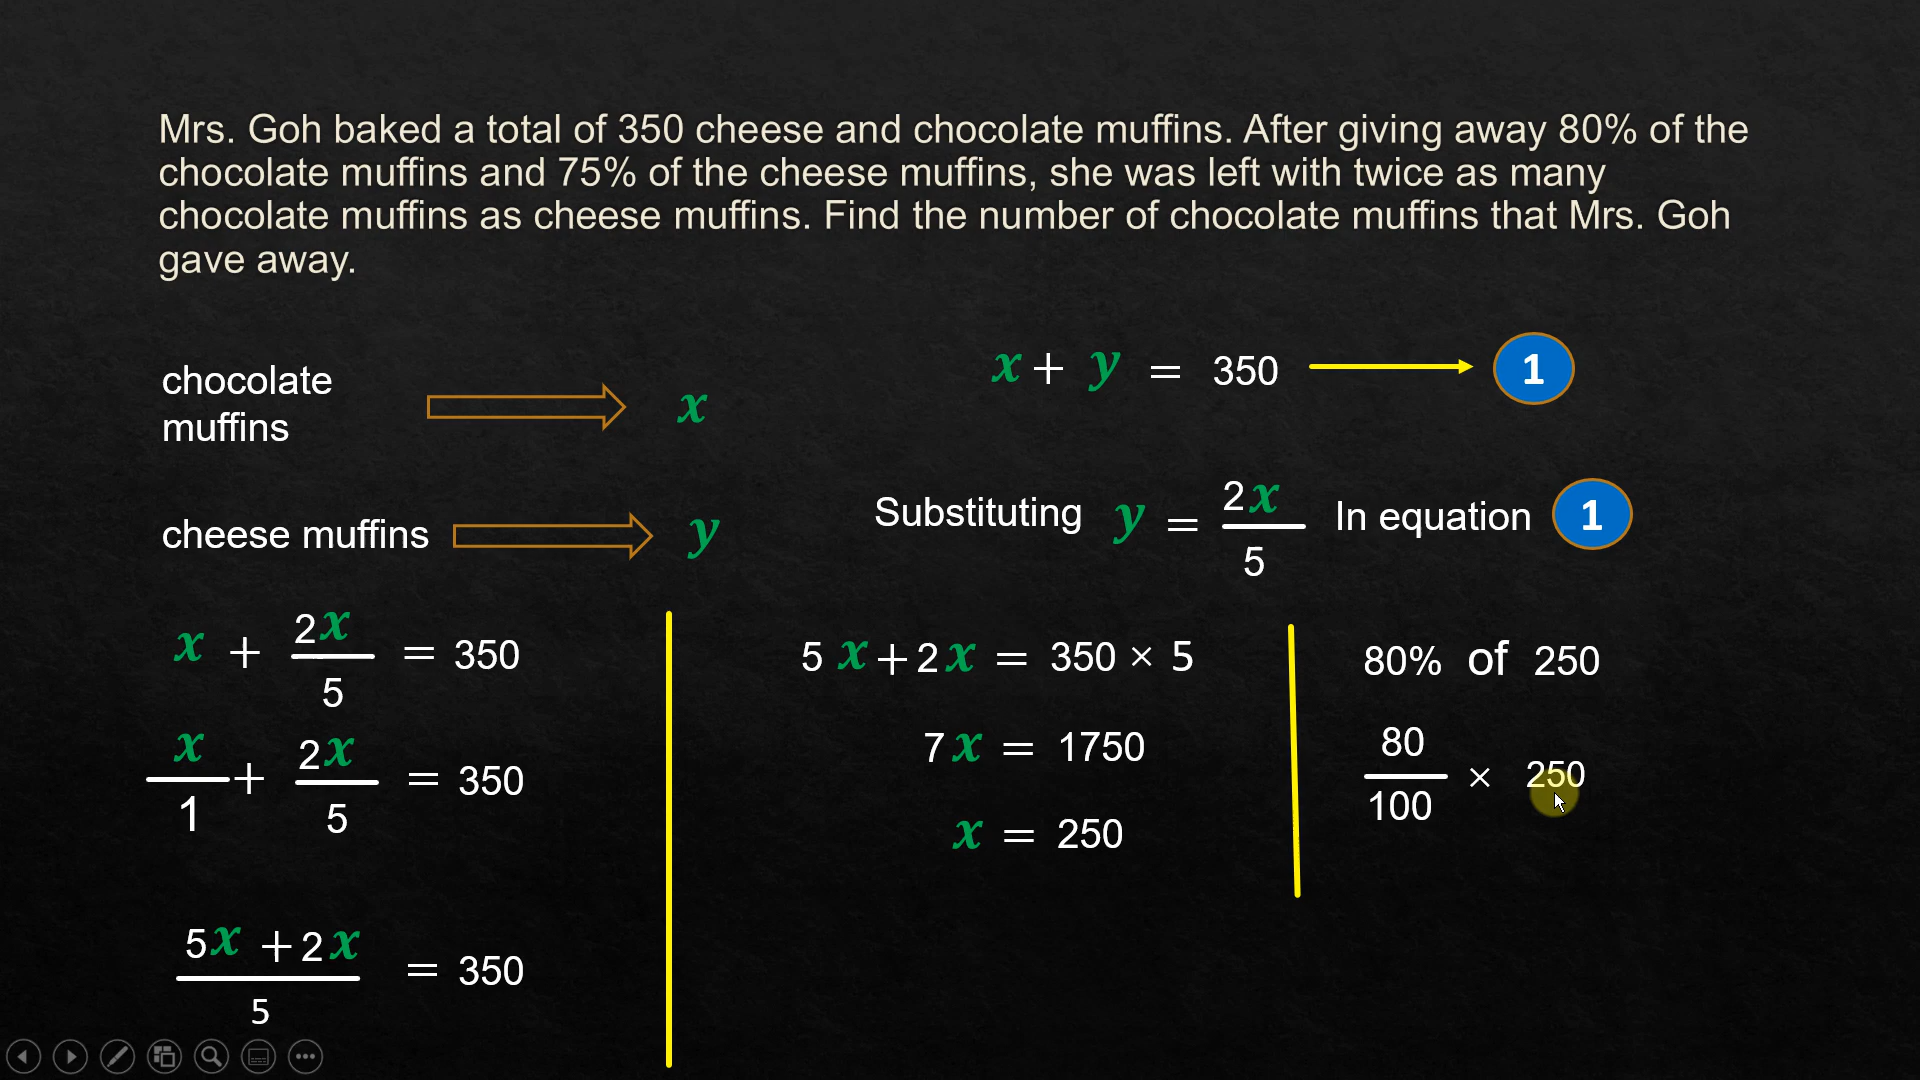 Mrs. Goh baked a total of 350 cheese and chocolate muffins. After giving away 80% of the
chocolate muffins and 75% of the cheese muffins, she was left with twice as many
chocolate muffins as cheese muffins. Find the number of chocolate muffins that Mrs. Goh
gave away.
chocolate
muffins
x
x + y = 350
1
cheese muffins
y
Substituting y = 2x/5 In equation 1
x + 2x/5 = 350
x/1 + 2x/5 = 350
5x + 2x/5 = 350
5 x + 2 x = 350 × 5
7 x = 1750
x = 250
80% of 250
80/100 × 250